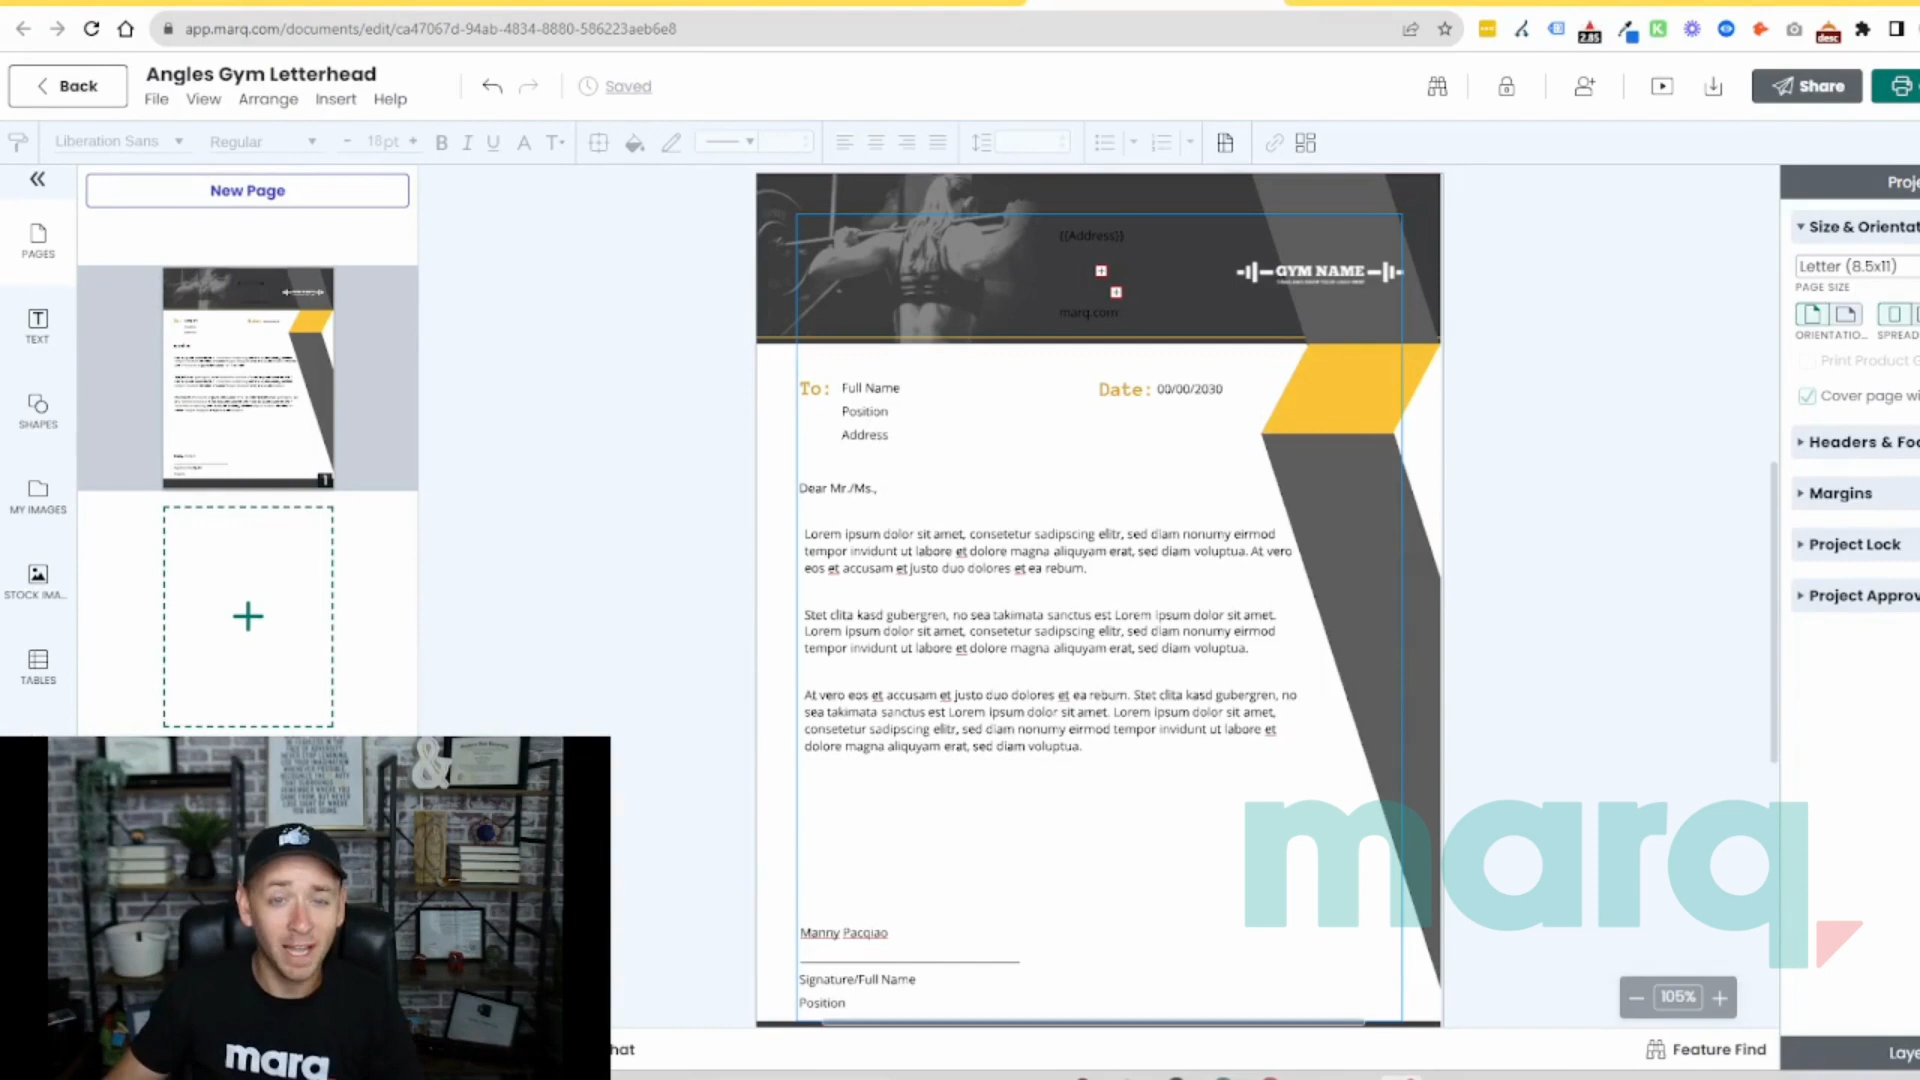 app.marq.com/documents/edit/ca47067d-94ab-4834-8880-586223aeb6e8
2.85
desc
Back
Angles Gym Letterhead
File View Arrange Insert Help
Saved
Share
Liberation Sans Regular - 18pt + B I U A T
New Page
PAGES
TEXT
SHAPES
MY IMAGES
STOCK IMA...
TABLES
{{Address}}
GYM NAME
marq.com
To: Full Name
Position
Address
Date: 00/00/2030
Dear Mr./Ms.,
Lorem ipsum dolor sit amet, consetetur sadipscing elitr, sed diam nonumy eirmod
tempor invidunt ut labore et dolore magna aliquyam erat, sed diam voluptua. At vero
eos et accusam et justo duo dolores et ea rebum.
Stet clita kasd gubergren, no sea takimata sanctus est Lorem ipsum dolor sit amet.
Lorem ipsum dolor sit amet, consetetur sadipscing elitr, sed diam nonumy eirmod
tempor invidunt ut labore et dolore magna aliquyam erat, sed diam voluptua.
At vero eos et accusam et justo duo dolores et ea rebum. Stet clita kasd gubergren, no
sea takimata sanctus est Lorem ipsum dolor sit amet. Lorem ipsum dolor sit amet,
consetetur sadipscing elitr, sed diam nonumy eirmod tempor invidunt ut labore et
dolore magna aliquyam erat, sed diam voluptua.
Manny Pacqiao
Signature/Full Name
Position
Proje
Size & Orientat
Letter (8.5x11)
PAGE SIZE
ORIENTATIO... SPREAD
Print Product G
Cover page wi
Headers & Foo
Margins
Project Lock
Project Approv
marq
105%
hat
Feature Find
Laye
&
marq